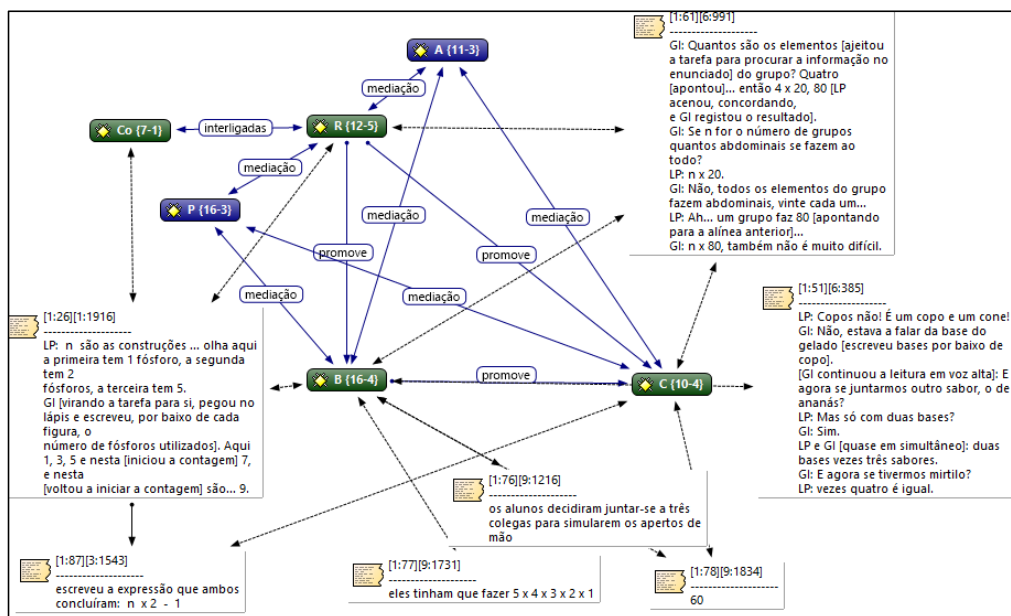 [1:61][6:991]
--------------------
GI: Quantos são os elementos [ajeitou
a tarefa para procurar a informação no
enunciado] do grupo? Quatro
[apontou]... então 4 x 20, 80 [LP
acenou, concordando,
e GI registou o resultado].
GI: Se n for o número de grupos
quantos abdominais se fazem ao
todo?
LP: n x 20.
GI: Não, todos os elementos do grupo
fazem abdominais, vinte cada um...
LP: Ah... um grupo faz 80 [apontando
para a alínea anterior]...
GI: n x 80, também não é muito difícil.
A {11-3}
mediação
Co {7-1}
interligadas
R {12-5}
mediação
P {16-3}
mediação
mediação
promove
promove
mediação
mediação
[1:51][6:385]
--------------------
LP: Copos não! É um copo e um cone!
GI: Não, estava a falar da base do
gelado [escreveu bases por baixo de
copo].
[GI continuou a leitura em voz alta]: E
agora se juntarmos outro sabor, o de
ananás?
LP: Mas só com duas bases?
GI: Sim.
LP e GI [quase em simultâneo]: duas
bases vezes três sabores.
GI: E agora se tivermos mirtilo?
LP: vezes quatro é igual.
[1:26][1:1916]
--------------------
LP: n são as construções ... olha aqui
a primeira tem 1 fósforo, a segunda
tem 2
fósforos, a terceira tem 5.
GI [virando a tarefa para si, pegou no
lápis e escreveu, por baixo de cada
figura, o
número de fósforos utilizados]. Aqui
1, 3, 5 e nesta [iniciou a contagem] 7,
e nesta
[voltou a iniciar a contagem] são... 9.
B {16-4}
promove
C {10-4}
[1:76][9:1216]
--------------------
os alunos decidiram juntar-se a três
colegas para simularem os apertos de
mão
[1:87][3:1543]
--------------------
escreveu a expressão que ambos
concluíram: n x 2 - 1
[1:77][9:1731]
--------------------
eles tinham que fazer 5 x 4 x 3 x 2 x 1
[1:78][9:1834]
--------------------
60